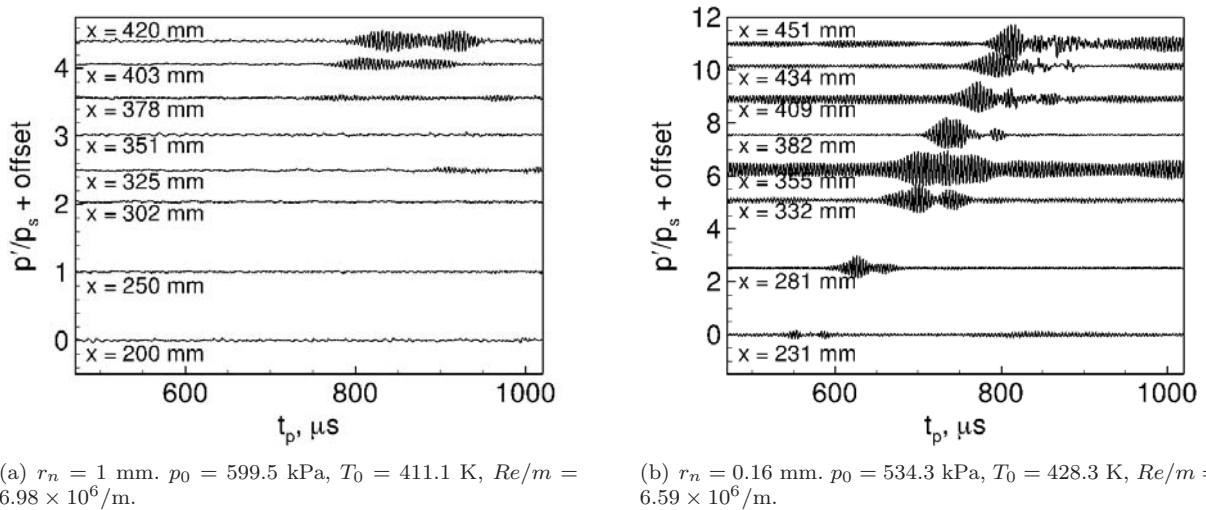 x = 420 mm
4
x = 403 mm
x = 378 mm
3
x = 351 mm
x = 325 mm
2
x = 302 mm
1
x = 250 mm
0
x = 200 mm
p'/pₛ + offset
600 800 1000
tₚ, μs
12
x = 451 mm
10
x = 434 mm
x = 409 mm
8
x = 382 mm
6
x = 355 mm
x = 332 mm
4
2
x = 281 mm
0
x = 231 mm
p'/pₛ + offset
600 800 1000
tₚ, μs
(a) rₙ = 1 mm. p₀ = 599.5 kPa, T₀ = 411.1 K, Re/m =
6.98 × 10⁶/m.
(b) rₙ = 0.16 mm. p₀ = 534.3 kPa, T₀ = 428.3 K, Re/m =
6.59 × 10⁶/m.